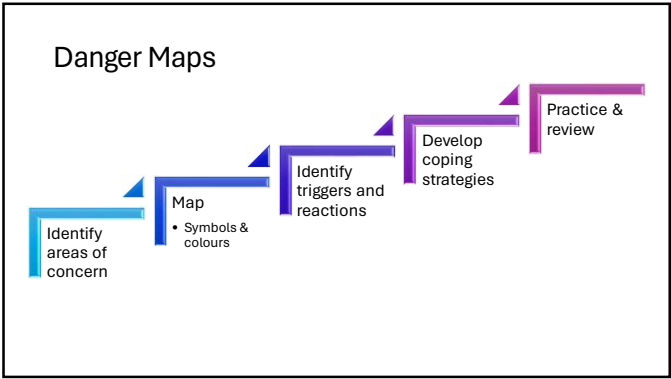 Danger Maps
Identify
areas of
concern
Map
• Symbols &
colours
Identify
triggers and
reactions
Develop
coping
strategies
Practice &
review